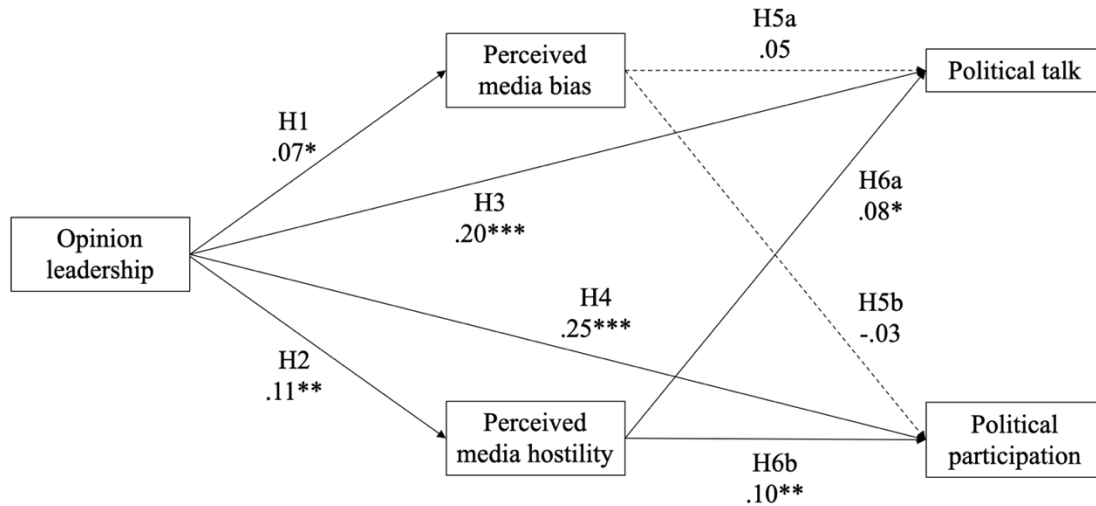 H5a
.05
Perceived
media bias
Political talk
H1
.07*
H6a
.08*
H3
.20***
Opinion
leadership
H4
.25***
H5b
-.03
H2
.11**
Perceived
media hostility
Political
participation
H6b
.10**